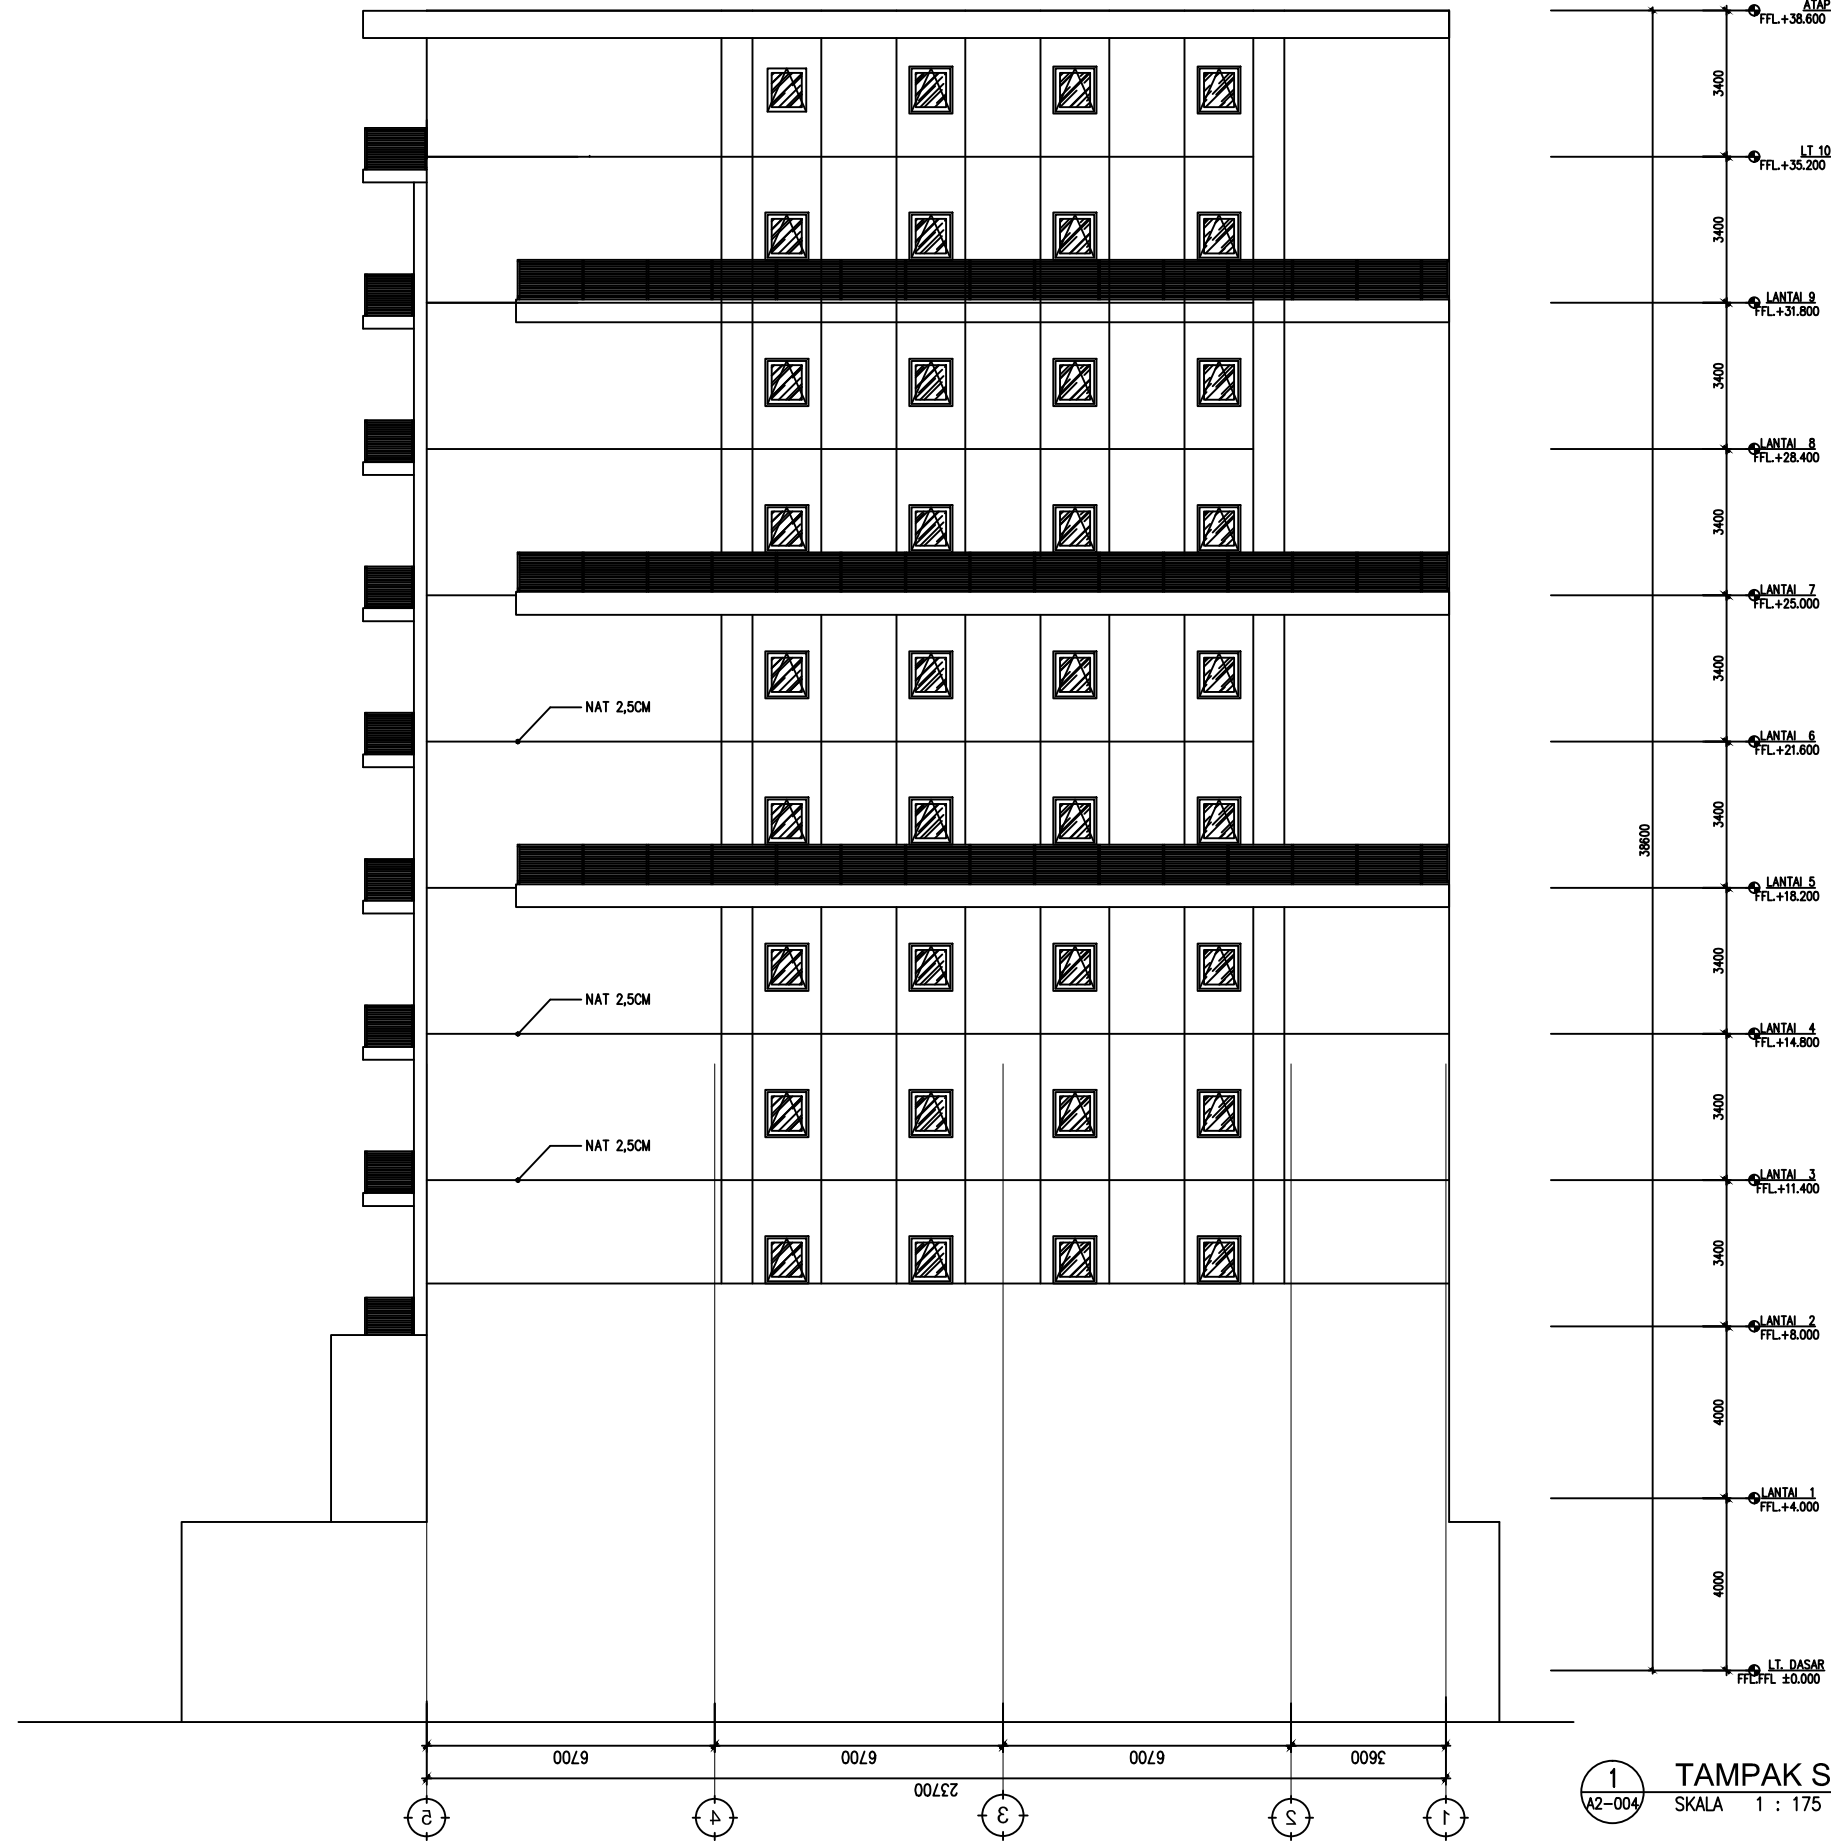 ATAP
FFL.+38.600
3400
LT 10
FFL.+35.200
3400
LANTAI 9
FFL.+31.800
3400
LANTAI 8
FFL.+28.400
3400
LANTAI 7
FFL.+25.000
3400
NAT 2,5CM
LANTAI 6
FFL.+21.600
3400
38600
LANTAI 5
FFL.+18.200
3400
NAT 2,5CM
LANTAI 4
FFL.+14.800
3400
NAT 2,5CM
LANTAI 3
FFL.+11.400
3400
LANTAI 2
FFL.+8.000
4000
LANTAI 1
FFL.+4.000
4000
LT. DASAR
FFL.FFL ±0.000
6700 6700 6700 3600
23700
5 4 3 2 1
1
A2-004
TAMPAK S
SKALA 1 : 175